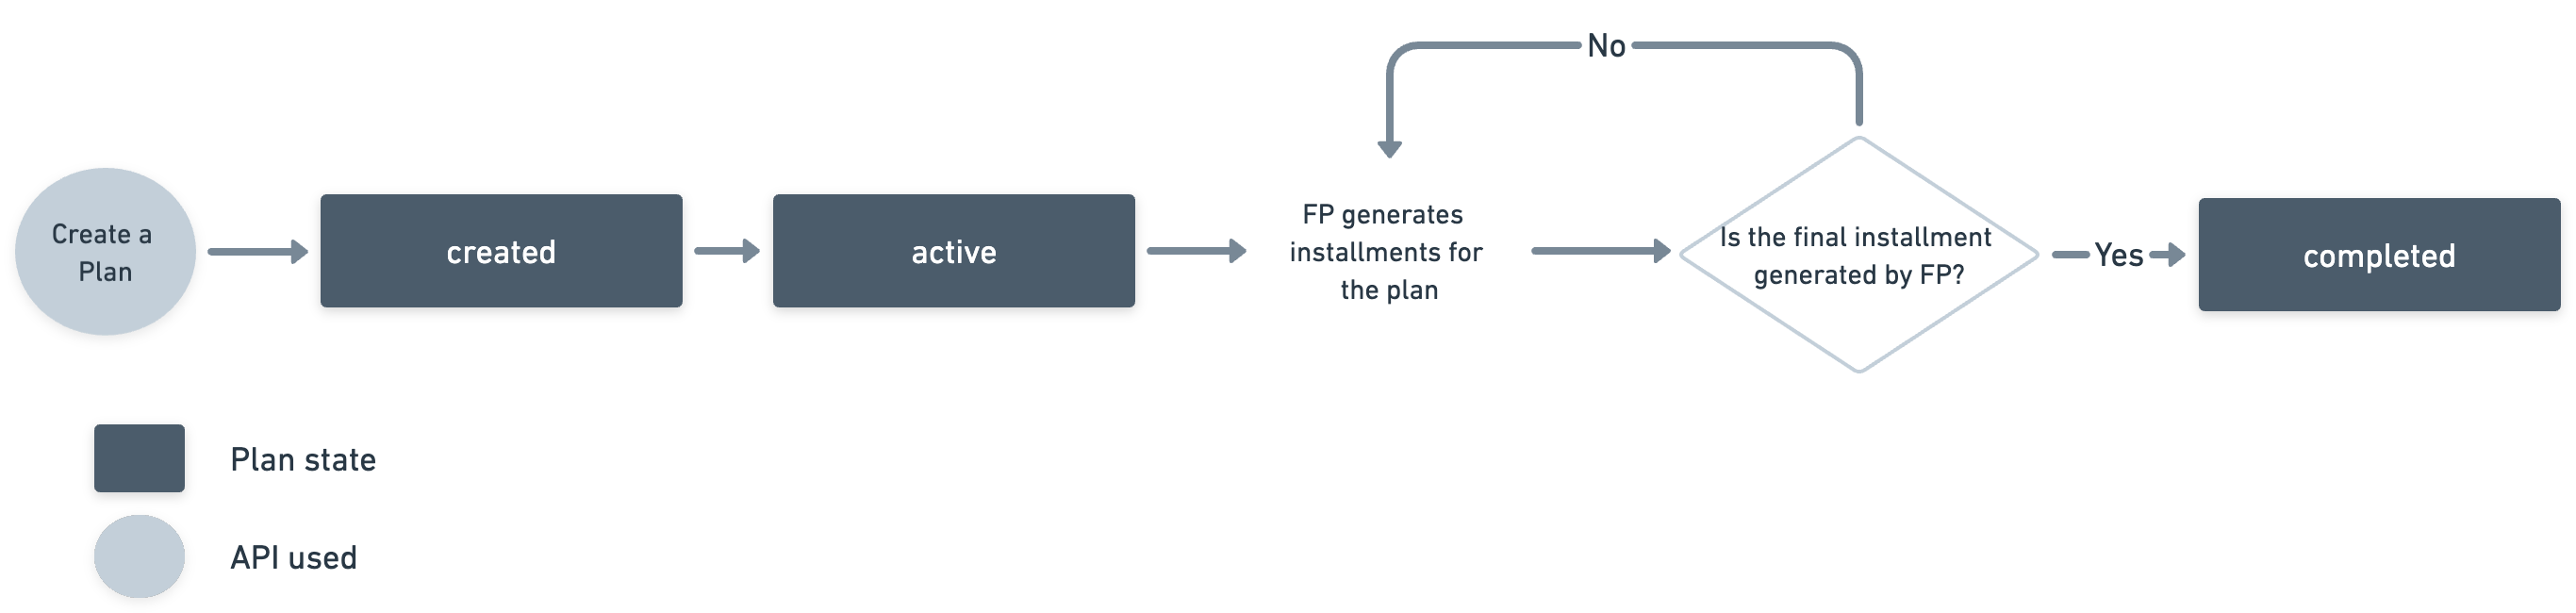 No
Create a
Plan
created
active
FP generates
installments for
the plan
Is the final installment
generated by FP?
Yes
completed
Plan state
API used